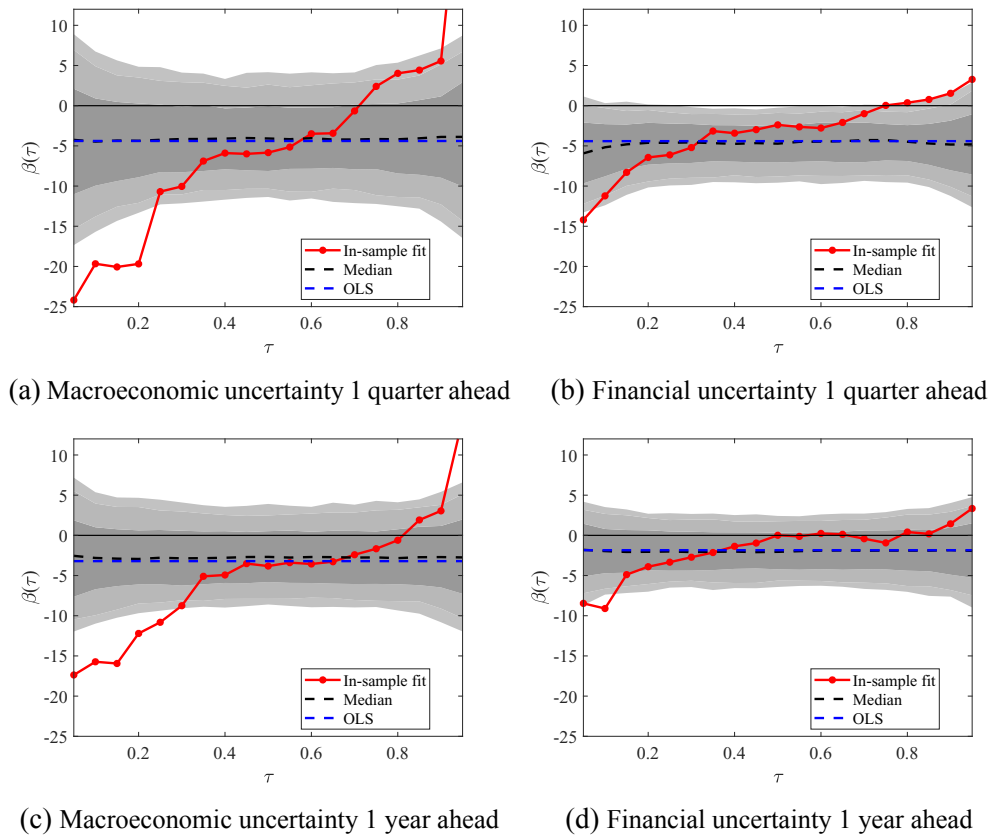 10
5
0
-5
-10
-15
-20
-25
β(τ)
0.2 0.4 0.6 0.8
τ
In-sample fit
Median
OLS
(a) Macroeconomic uncertainty 1 quarter ahead
10
5
0
-5
-10
-15
-20
-25
β(τ)
0.2 0.4 0.6 0.8
τ
In-sample fit
Median
OLS
(b) Financial uncertainty 1 quarter ahead
10
5
0
-5
-10
-15
-20
-25
β(τ)
0.2 0.4 0.6 0.8
τ
In-sample fit
Median
OLS
(c) Macroeconomic uncertainty 1 year ahead
10
5
0
-5
-10
-15
-20
-25
β(τ)
0.2 0.4 0.6 0.8
τ
In-sample fit
Median
OLS
(d) Financial uncertainty 1 year ahead